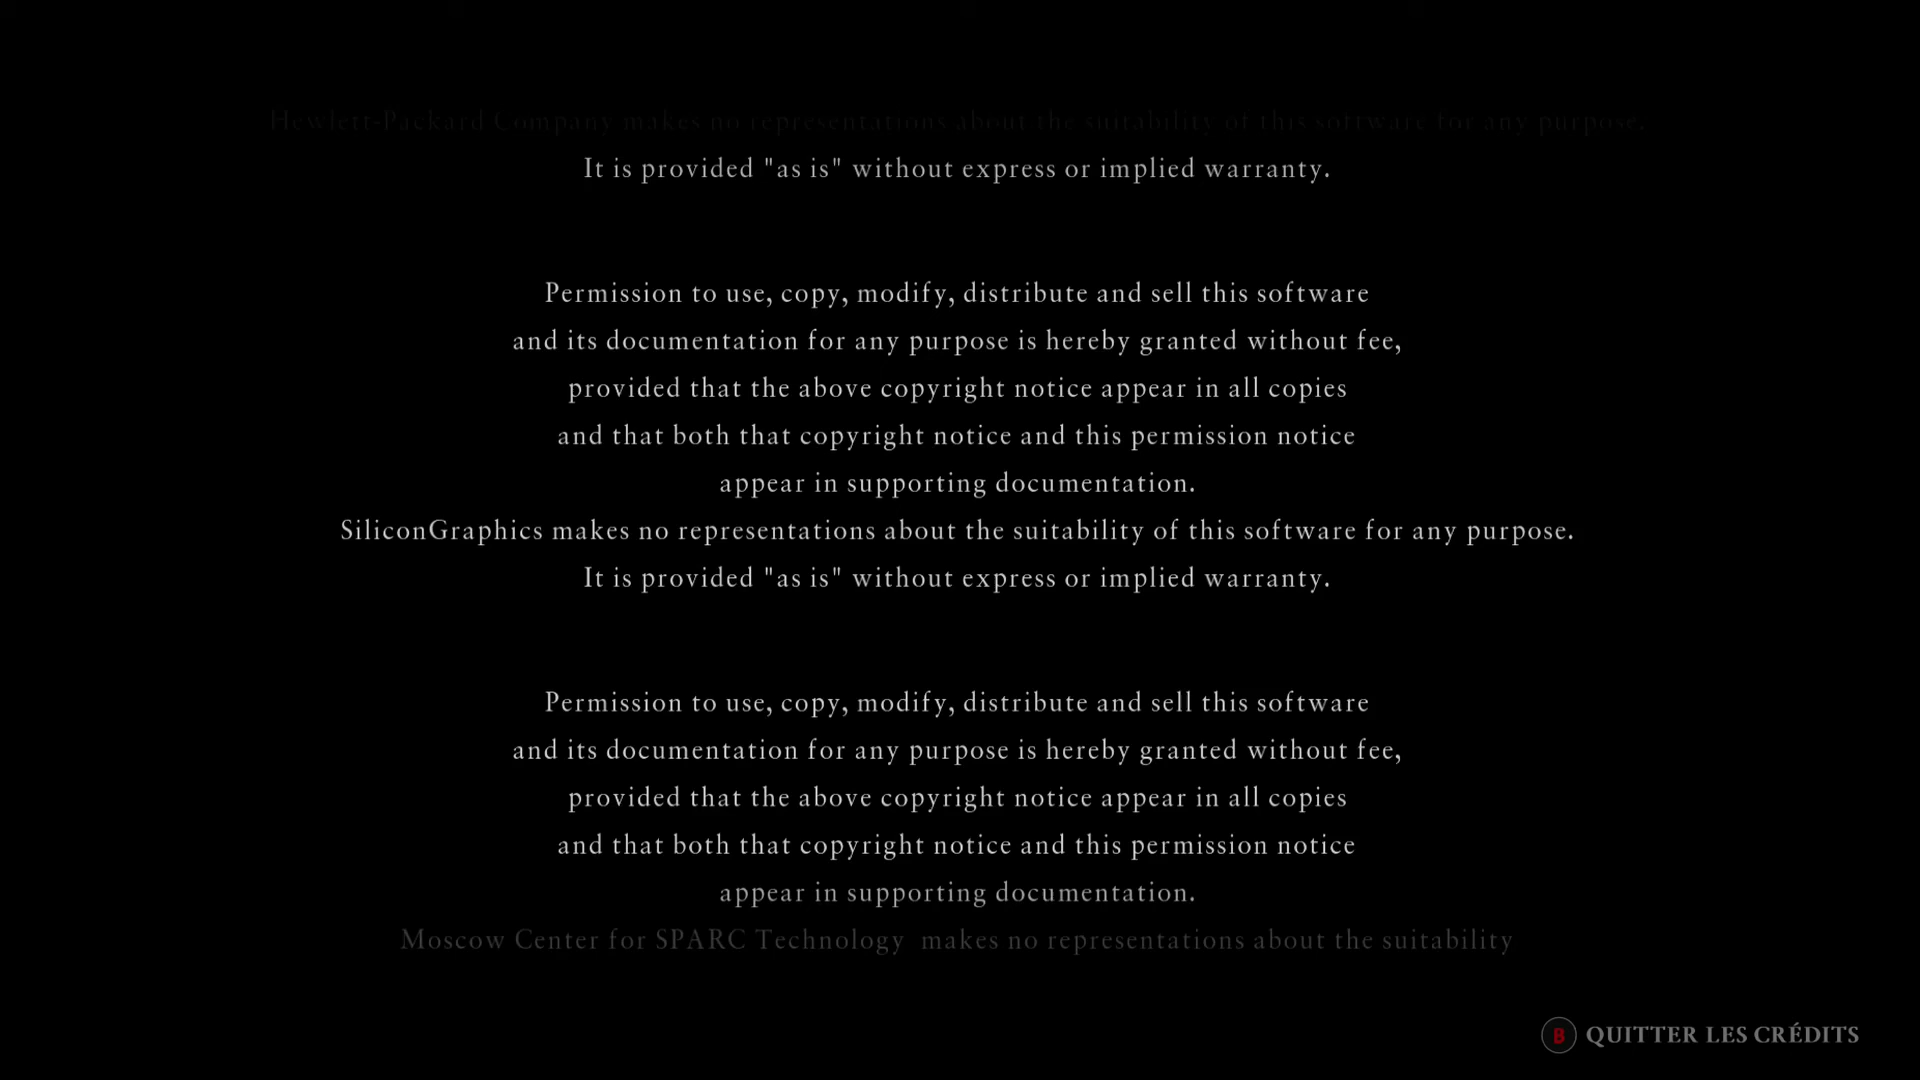 Hewlett-Packard Company makes no representations about the suitability of this software for any purpose.
It is provided "as is" without express or implied warranty.
Permission to use, copy, modify, distribute and sell this software
and its documentation for any purpose is hereby granted without fee,
provided that the above copyright notice appear in all copies
and that both that copyright notice and this permission notice
appear in supporting documentation.
SiliconGraphics makes no representations about the suitability of this software for any purpose.
It is provided "as is" without express or implied warranty.
Permission to use, copy, modify, distribute and sell this software
and its documentation for any purpose is hereby granted without fee,
provided that the above copyright notice appear in all copies
and that both that copyright notice and this permission notice
appear in supporting documentation.
Moscow Center for SPARC Technology  makes no representations about the suitability
B QUITTER LES CRÉDITS